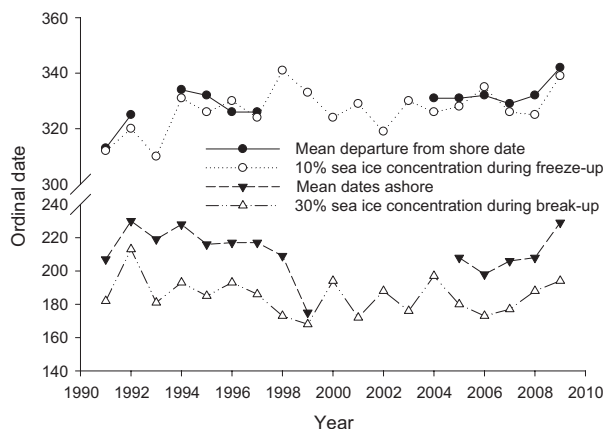 Ordinal date
360
340
320
300
240
220
200
180
160
140
Mean departure from shore date
10% sea ice concentration during freeze-up
Mean dates ashore
30% sea ice concentration during break-up
1990 1992 1994 1996 1998 2000 2002 2004 2006 2008 2010
Year